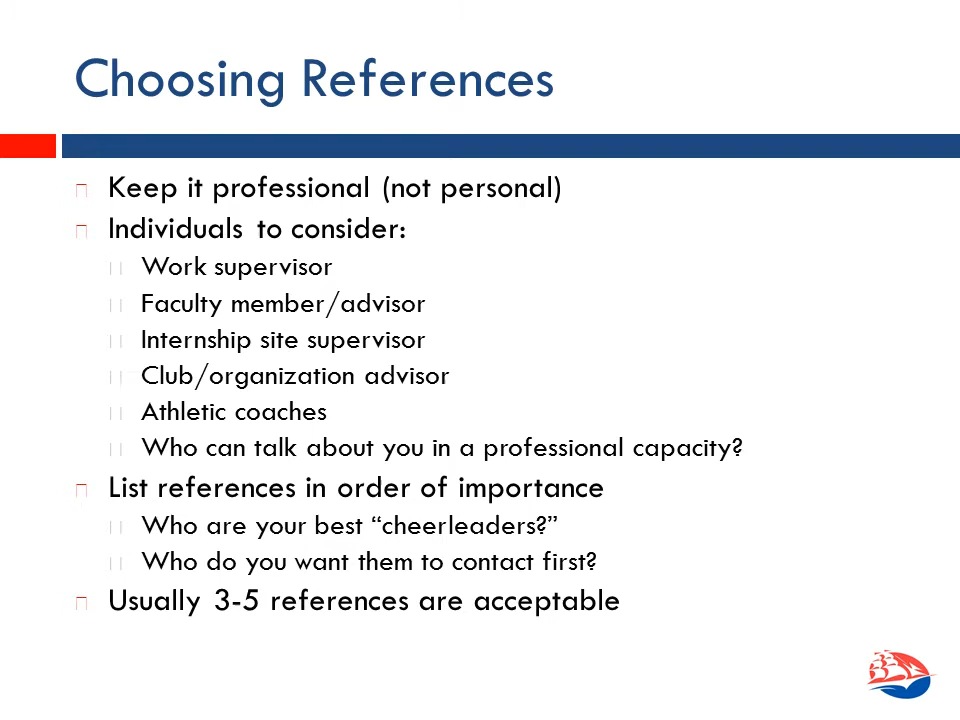 Choosing References
Keep it professional (not personal)
Individuals to consider:
Work supervisor
Faculty member/advisor
Internship site supervisor
Club/organization advisor
Athletic coaches
Who can talk about you in a professional capacity?
List references in order of importance
Who are your best “cheerleaders?”
Who do you want them to contact first?
Usually 3-5 references are acceptable